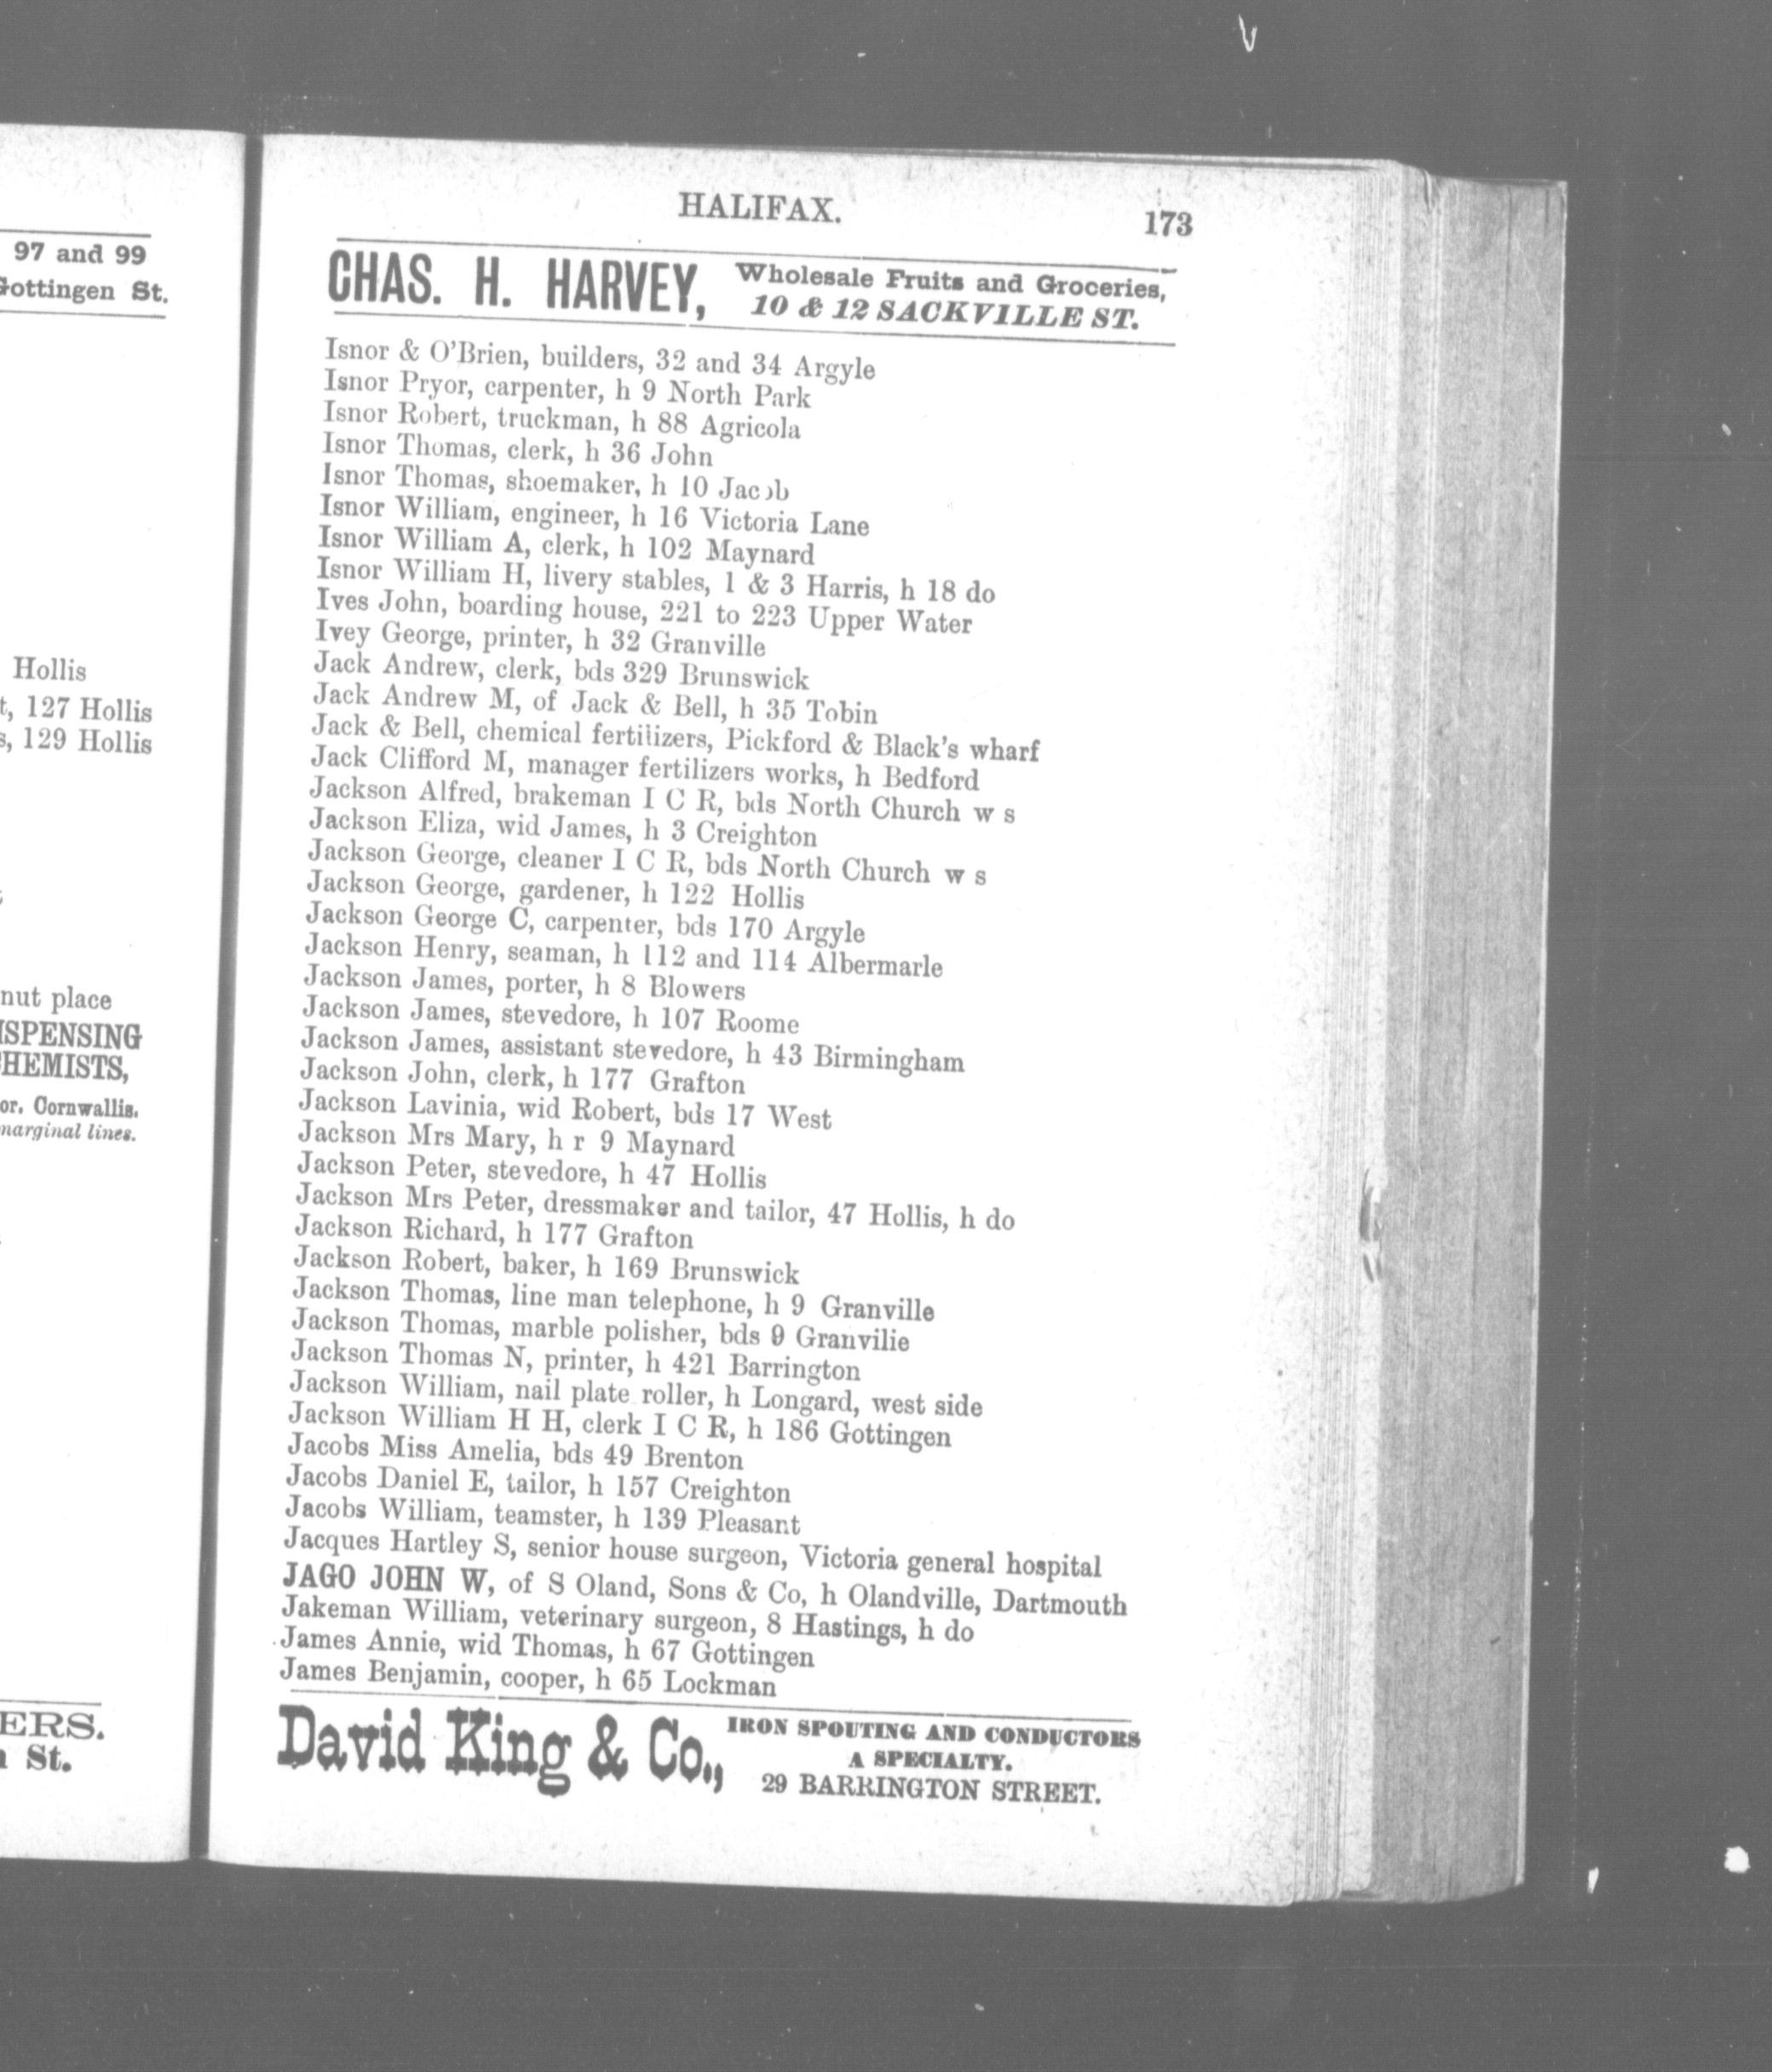 97 and 99
Gottingen St.
Hollis
127 Hollis
129 Hollis
nut place
DISPENSING
CHEMISTS,
Cor. Cornwallis.
marginal lines.
ERS.
St.
HALIFAX. 173
CHAS. H. HARVEY, Wholesale Fruits and Groceries,
10 & 12 SACKVILLE ST.
Isnor & O'Brien, builders, 32 and 34 Argyle
Isnor Pryor, carpenter, h 9 North Park
Isnor Robert, truckman, h 88 Agricola
Isnor Thomas, clerk, h 36 John
Isnor Thomas, shoemaker, h 10 Jacob
Isnor William, engineer, h 16 Victoria Lane
Isnor William A, clerk, h 102 Maynard
Isnor William H, livery stables, 1 & 3 Harris, h 18 do
Ives John, boarding house, 221 to 223 Upper Water
Ivey George, printer, h 32 Granville
Jack Andrew, clerk, bds 329 Brunswick
Jack Andrew M, of Jack & Bell, h 35 Tobin
Jack & Bell, chemical fertilizers, Pickford & Black's wharf
Jack Clifford M, manager fertilizers works, h Bedford
Jackson Alfred, brakeman I C R, bds North Church w s
Jackson Eliza, wid James, h 3 Creighton
Jackson George, cleaner I C R, bds North Church w s
Jackson George, gardener, h 122 Hollis
Jackson George C, carpenter, bds 170 Argyle
Jackson Henry, seaman, h 112 and 114 Albermarle
Jackson James, porter, h 8 Blowers
Jackson James, stevedore, h 107 Roome
Jackson James, assistant stevedore, h 43 Birmingham
Jackson John, clerk, h 177 Grafton
Jackson Lavinia, wid Robert, bds 17 West
Jackson Mrs Mary, h r 9 Maynard
Jackson Peter, stevedore, h 47 Hollis
Jackson Mrs Peter, dressmaker and tailor, 47 Hollis, h do
Jackson Richard, h 177 Grafton
Jackson Robert, baker, h 169 Brunswick
Jackson Thomas, line man telephone, h 9 Granville
Jackson Thomas, marble polisher, bds 9 Granvilie
Jackson Thomas N, printer, h 421 Barrington
Jackson William, nail plate roller, h Longard, west side
Jackson William H H, clerk I C R, h 186 Gottingen
Jacobs Miss Amelia, bds 49 Brenton
Jacobs Daniel E, tailor, h 157 Creighton
Jacobs William, teamster, h 139 Pleasant
Jacques Hartley S, senior house surgeon, Victoria general hospital
JAGO JOHN W, of S Oland, Sons & Co, h Olandville, Dartmouth
Jakeman William, veterinary surgeon, 8 Hastings, h do
James Annie, wid Thomas, h 67 Gottingen
James Benjamin, cooper, h 65 Lockman
David King & Co., IRON SPOUTING AND CONDUCTORS
A SPECIALTY.
29 BARRINGTON STREET.